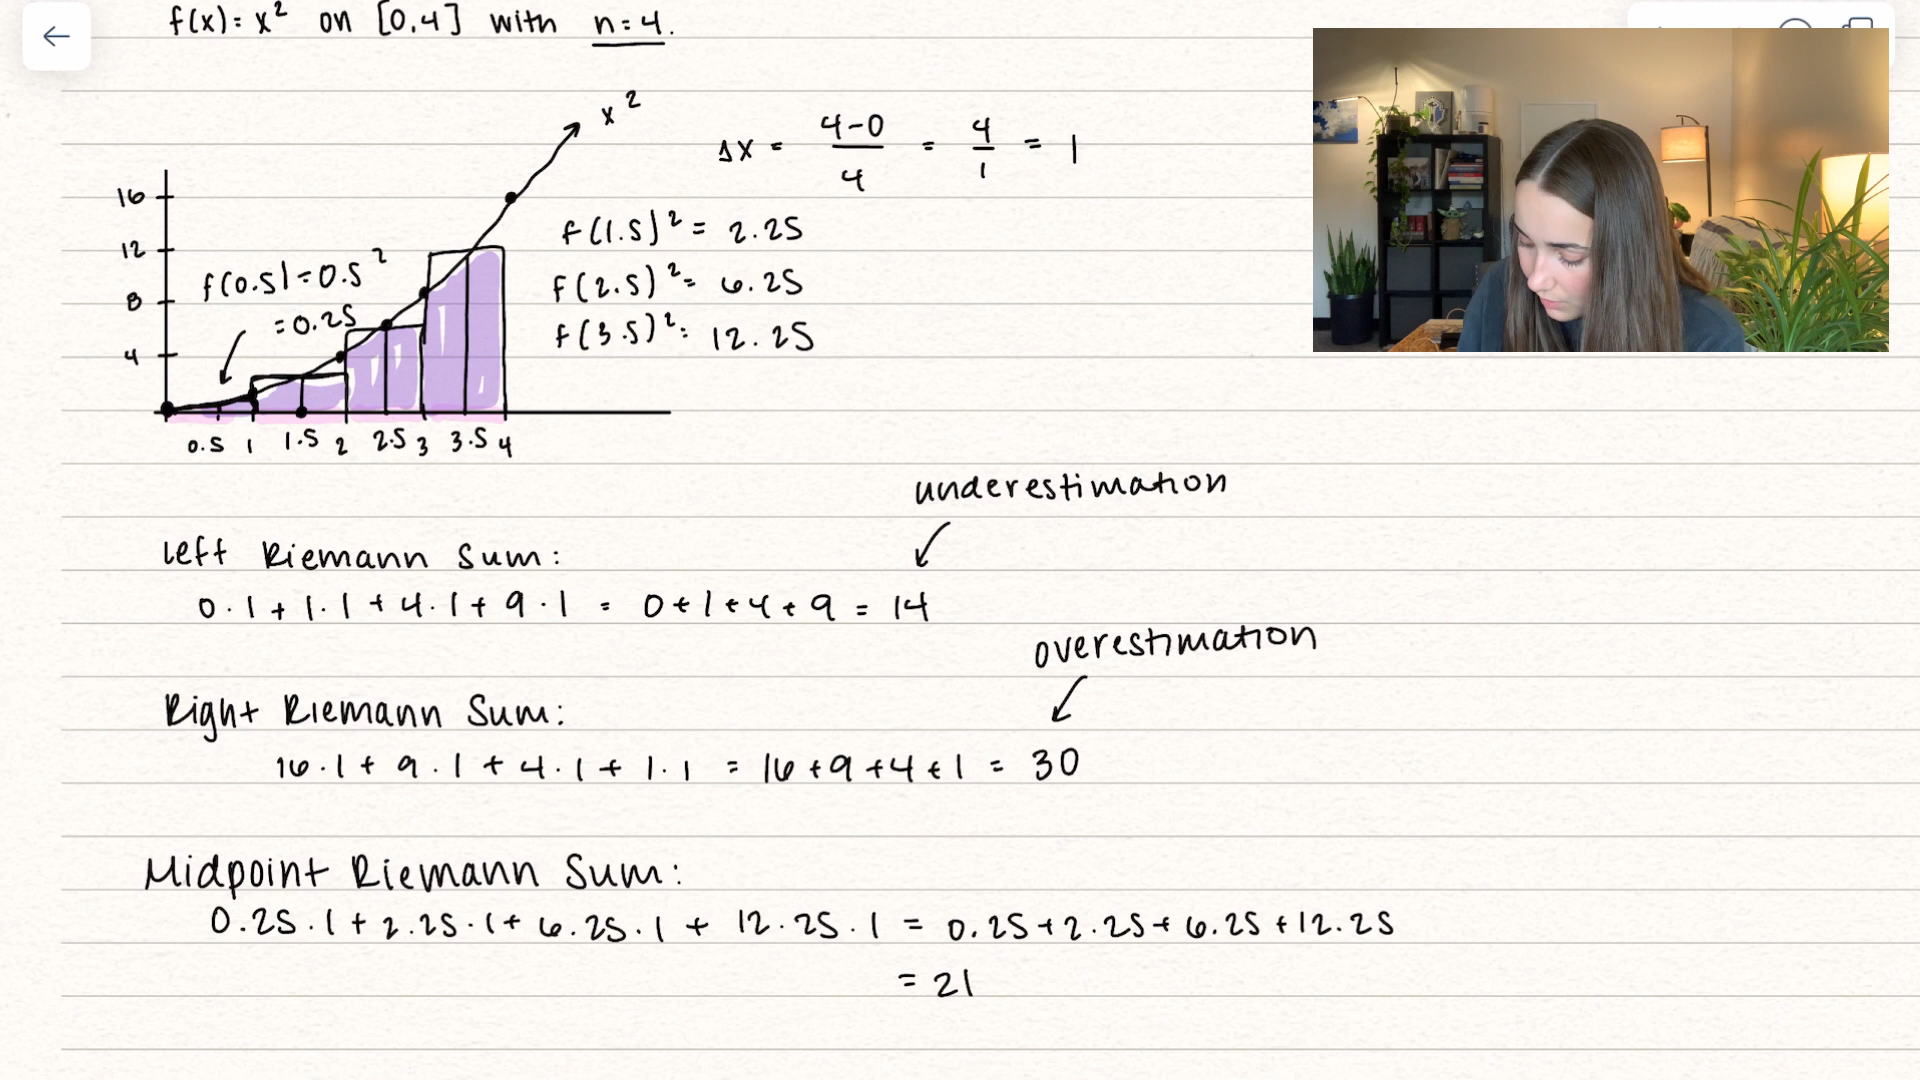 f(x) = x² on [0,4] with n=4.
x²
Δx = 4-0/4 = 4/1 = 1
16
12
8
4
f(0.5) = 0.5²
= 0.25
f(1.5)² = 2.25
f(2.5)² = 6.25
f(3.5)² = 12.25
0.5 1 1.5 2 2.5 3 3.5 4
underestimation
Left Riemann Sum:
0·1 + 1·1 + 4·1 + 9·1 = 0+1+4+9 = 14
overestimation
Right Riemann Sum:
16·1 + 9·1 + 4·1 + 1·1 = 16+9+4+1 = 30
Midpoint Riemann Sum:
0.25·1 + 2.25·1 + 6.25·1 + 12.25·1 = 0.25+2.25+6.25+12.25
= 21